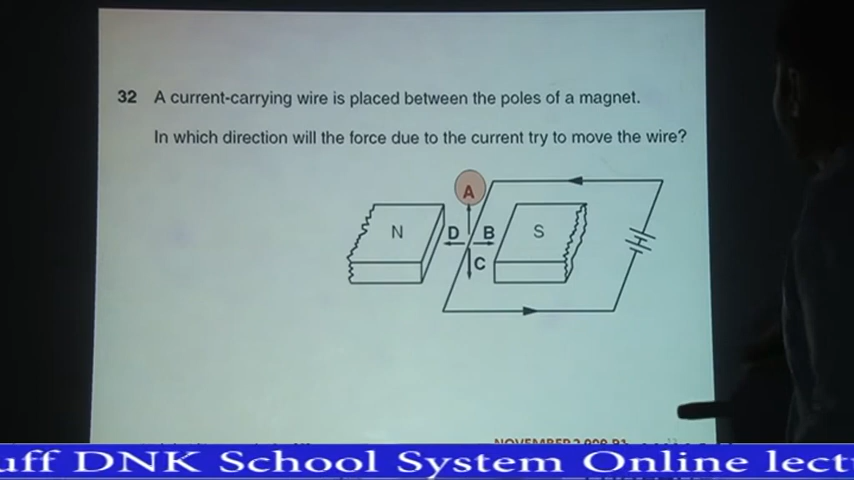 32 A current-carrying wire is placed between the poles of a magnet.
In which direction will the force due to the current try to move the wire?
A
N
D
B
S
C
uff DNK School System Online lect